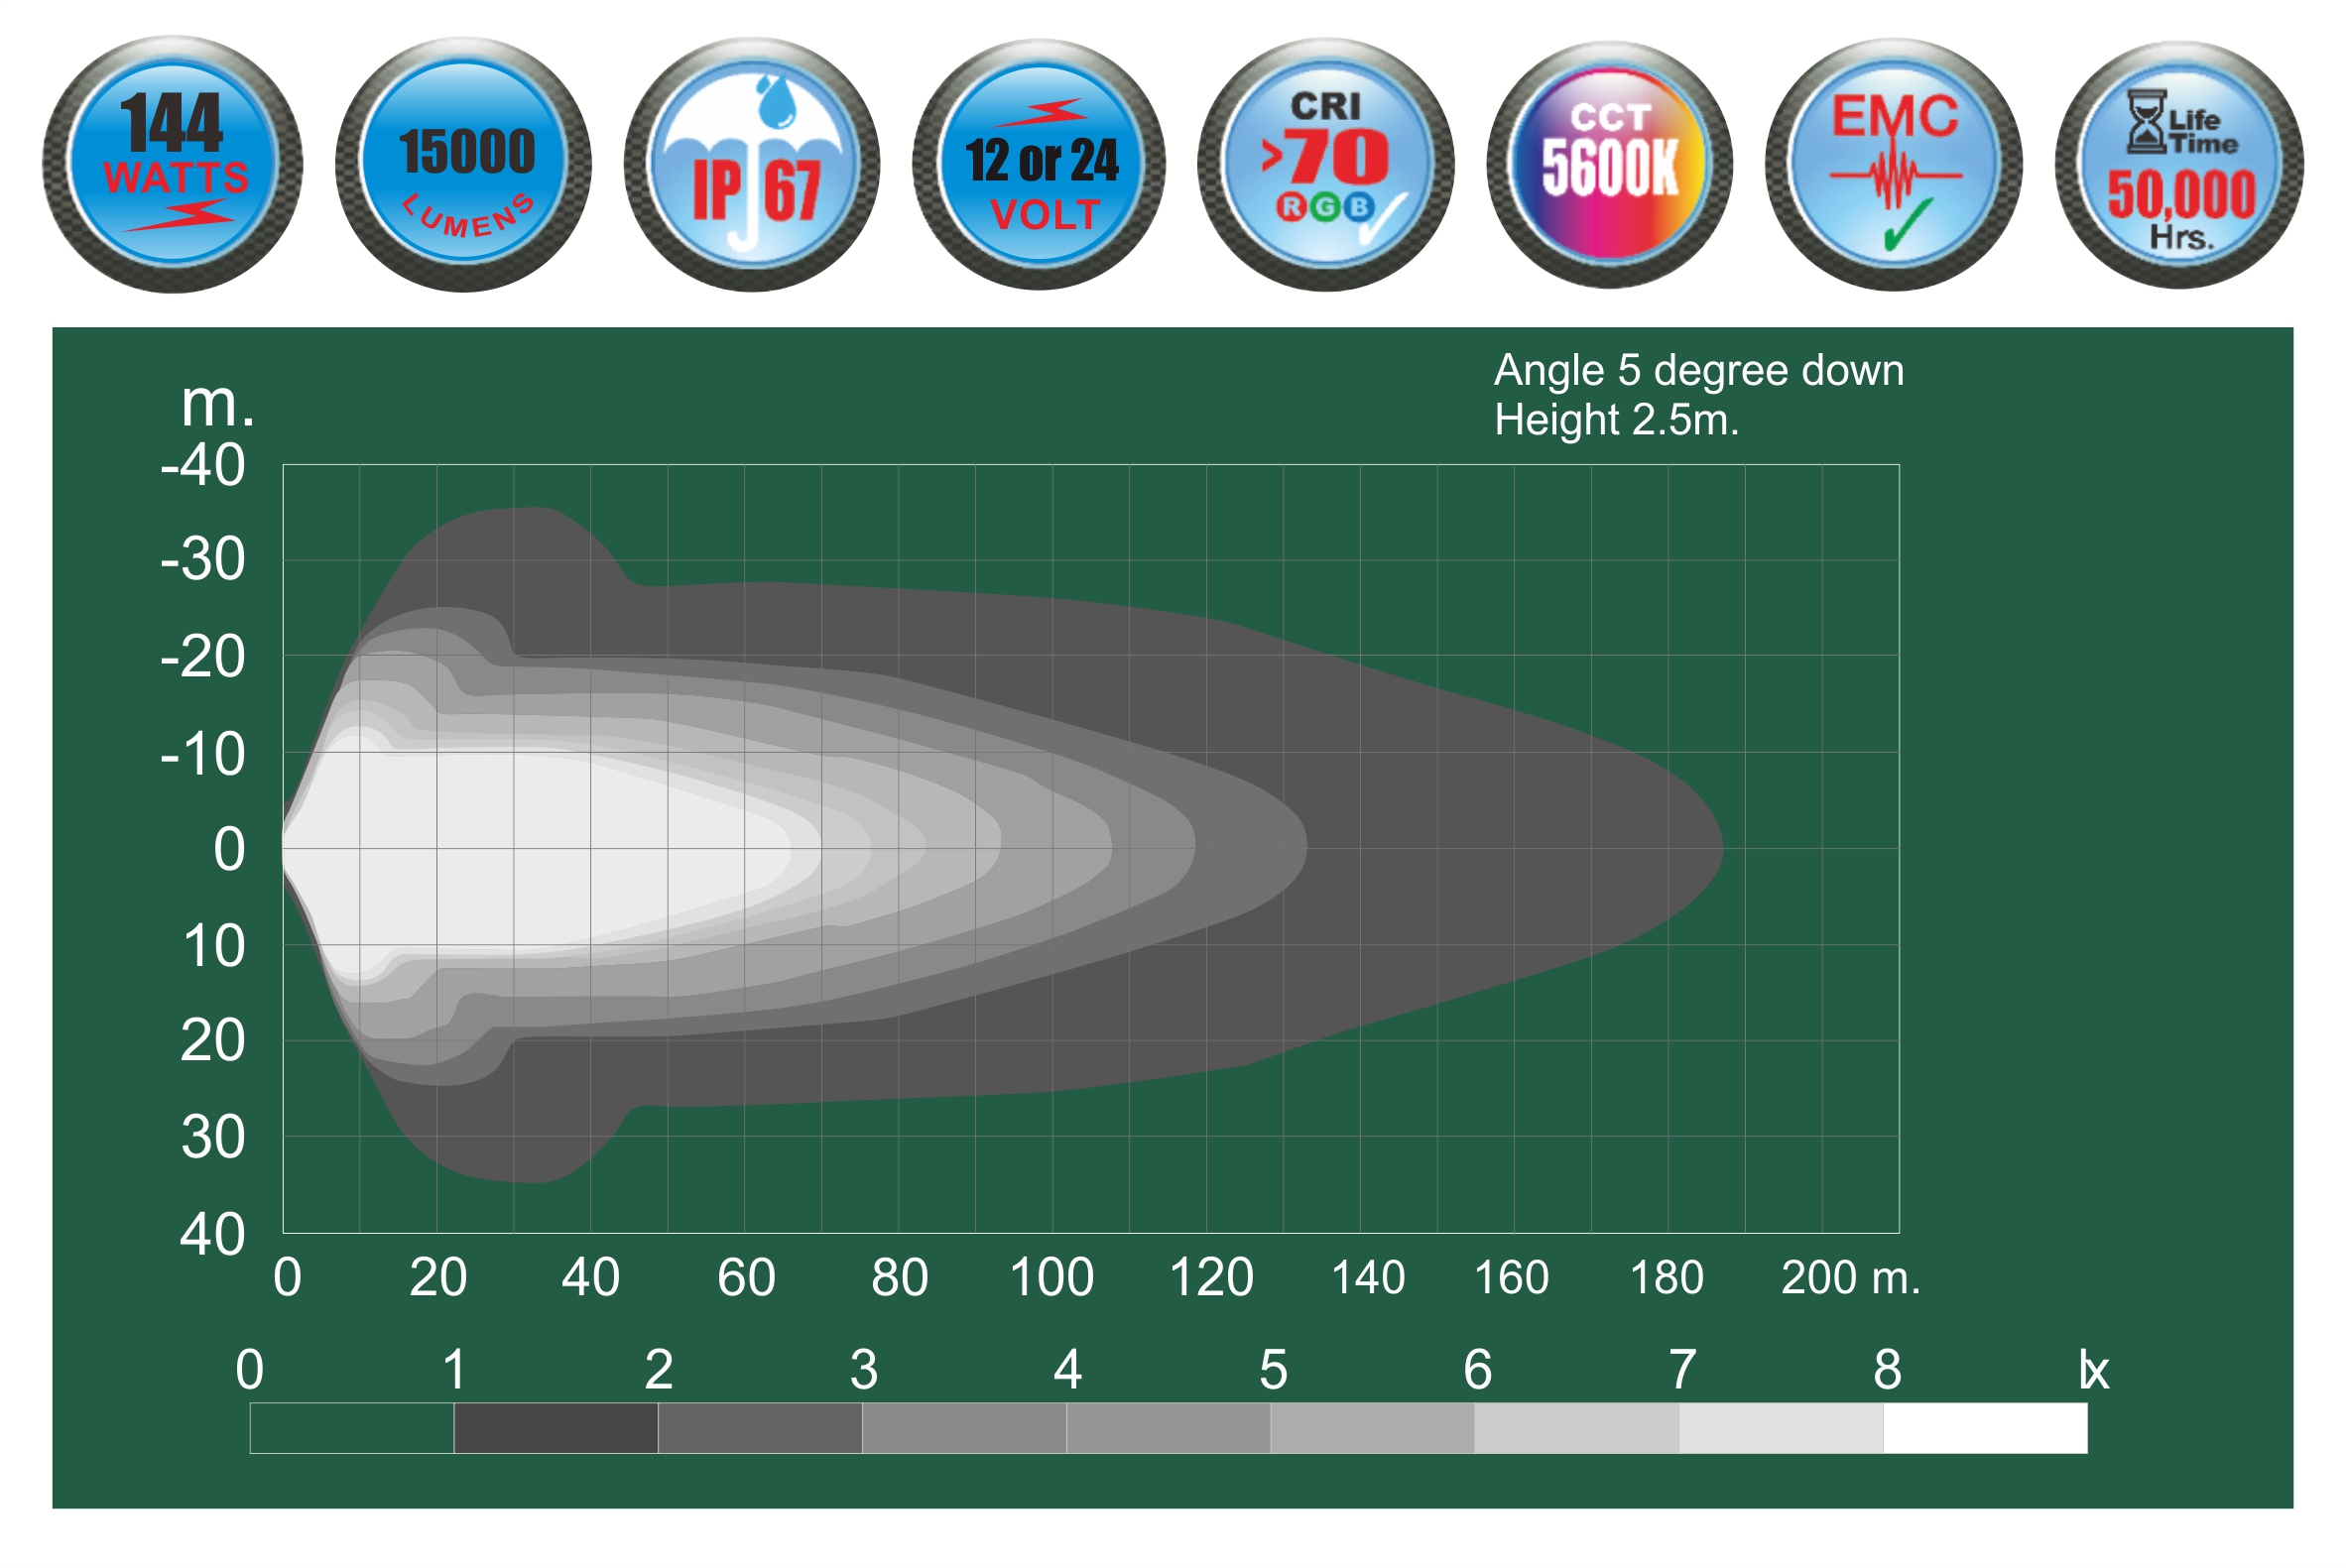 144
WATTS
15000
LUMENS
IP 67
12 or 24
VOLT
CRI
>70
RGB
CCT
5600K
EMC
Life
Time
50,000
Hrs.
Angle 5 degree down
Height 2.5m.
m.
-40
-30
-20
-10
0
10
20
30
40
0 20 40 60 80 100 120 140 160 180 200 m.
0 1 2 3 4 5 6 7 8 lx